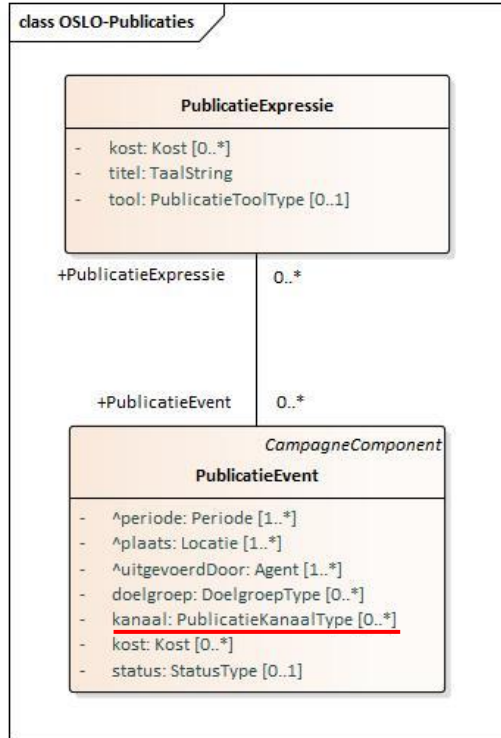 class OSLO-Publicaties
PublicatieExpressie
- kost: Kost [0..*]
- titel: TaalString
- tool: PublicatieToolType [0..1]
+PublicatieExpressie 0..*
+PublicatieEvent 0..*
CampagneComponent
PublicatieEvent
- ^periode: Periode [1..*]
- ^plaats: Locatie [1..*]
- ^uitgevoerdDoor: Agent [1..*]
- doelgroep: DoelgroepType [0..*]
- kanaal: PublicatieKanaalType [0..*]
- kost: Kost [0..*]
- status: StatusType [0..1]